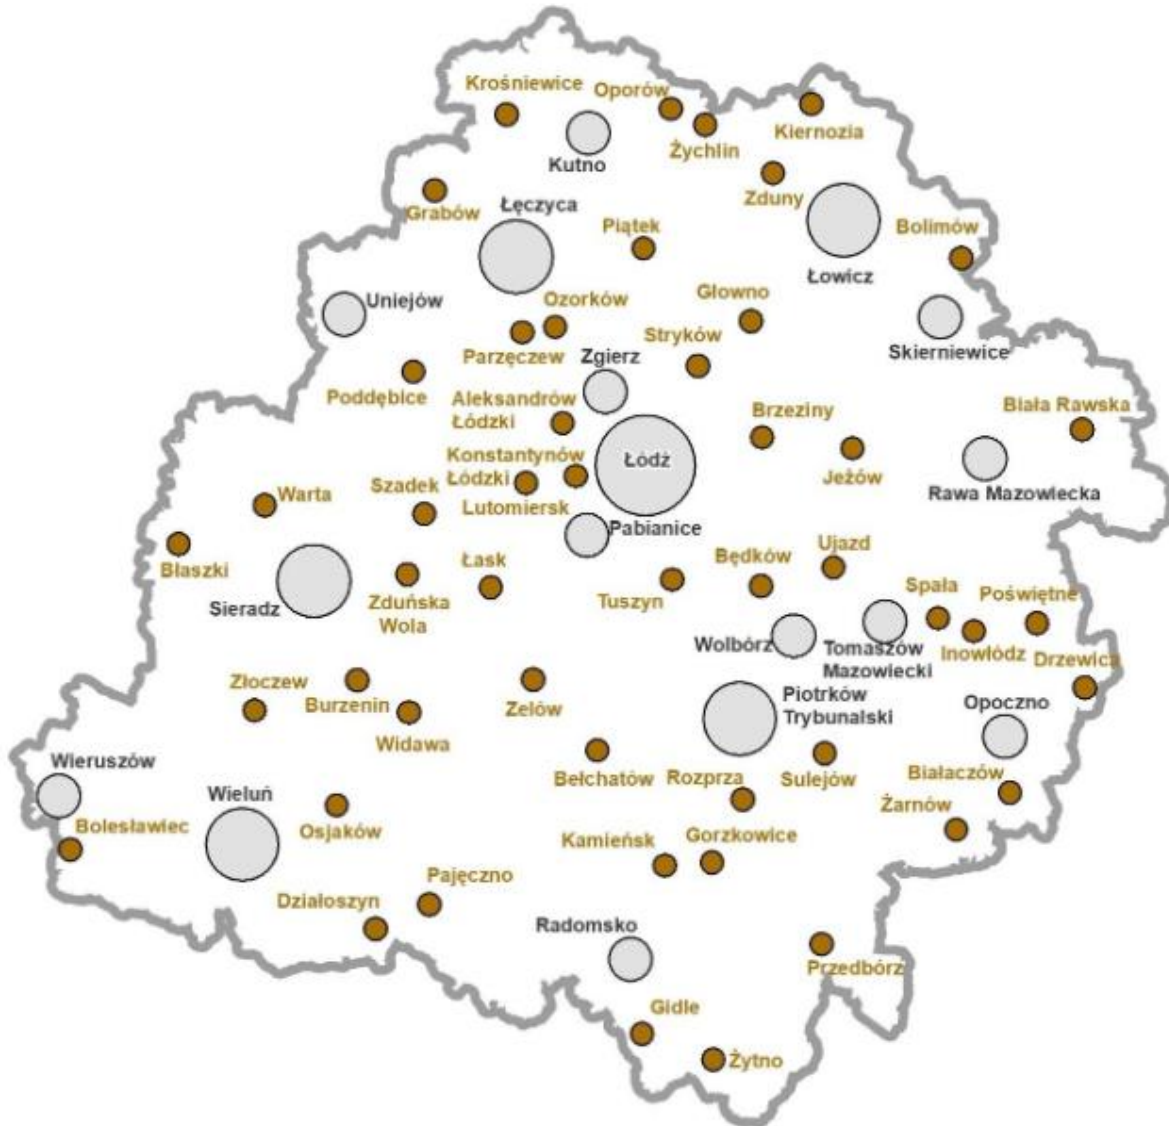 Krośniewice
Oporów
Kutno
Żychlin
Kiernozia
Zduny
Grabów
Łęczyca
Piątek
Bolimów
Łowicz
Uniejów
Ozorków
Głowno
Parzęczew
Zgierz
Stryków
Skierniewice
Poddębice
Aleksandrów
Łódzki
Brzeziny
Biała Rawska
Konstantynów
Łódzki
Łódź
Jeżów
Rawa Mazowiecka
Warta
Szadek
Lutomiersk
Pabianice
Błaszki
Sieradz
Zduńska
Wola
Łask
Tuszyn
Będków
Ujazd
Spała
Poświętne
Wolbórz
Tomaszów
Mazowiecki
Inowłódz
Drzewica
Złoczew
Burzenin
Widawa
Zelów
Piotrków
Trybunalski
Opoczno
Wieruszów
Wieluń
Bełchatów
Rozprza
Sulejów
Białaczów
Żarnów
Bolesławiec
Osjaków
Kamieńsk
Gorzkowice
Pajęczno
Działoszyn
Radomsko
Przedbórz
Gidle
Żytno